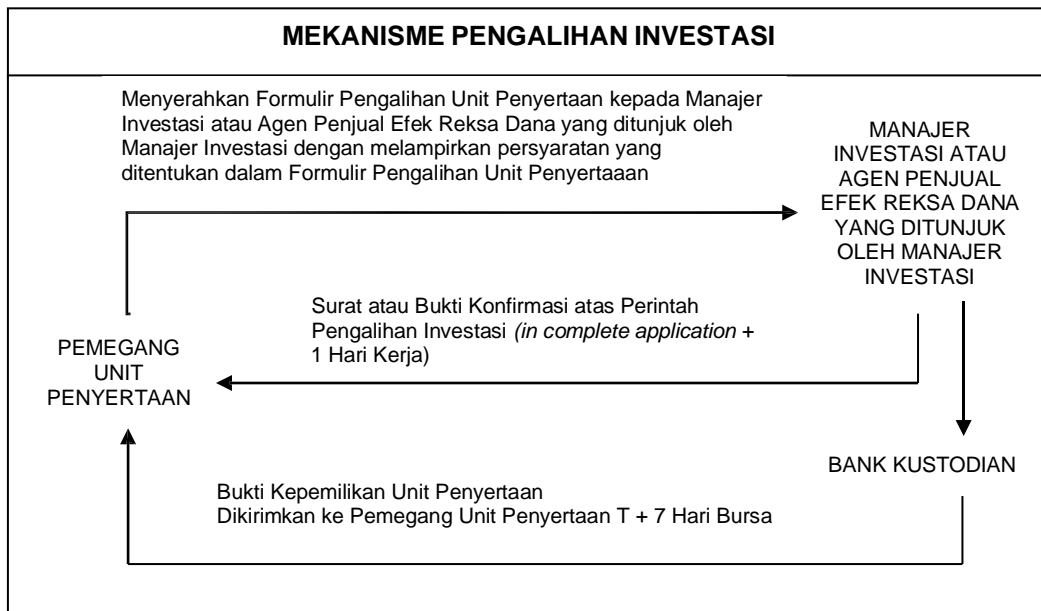 MEKANISME PENGALIHAN INVESTASI
Menyerahkan Formulir Pengalihan Unit Penyertaan kepada Manajer
Investasi atau Agen Penjual Efek Reksa Dana yang ditunjuk oleh
Manajer Investasi dengan melampirkan persyaratan yang
ditentukan dalam Formulir Pengalihan Unit Penyertaaan
MANAJER
INVESTASI ATAU
AGEN PENJUAL
EFEK REKSA DANA
YANG DITUNJUK
OLEH MANAJER
INVESTASI
Surat atau Bukti Konfirmasi atas Perintah
Pengalihan Investasi (in complete application +
1 Hari Kerja)
PEMEGANG
UNIT
PENYERTAAN
BANK KUSTODIAN
Bukti Kepemilikan Unit Penyertaan
Dikirimkan ke Pemegang Unit Penyertaan T + 7 Hari Bursa